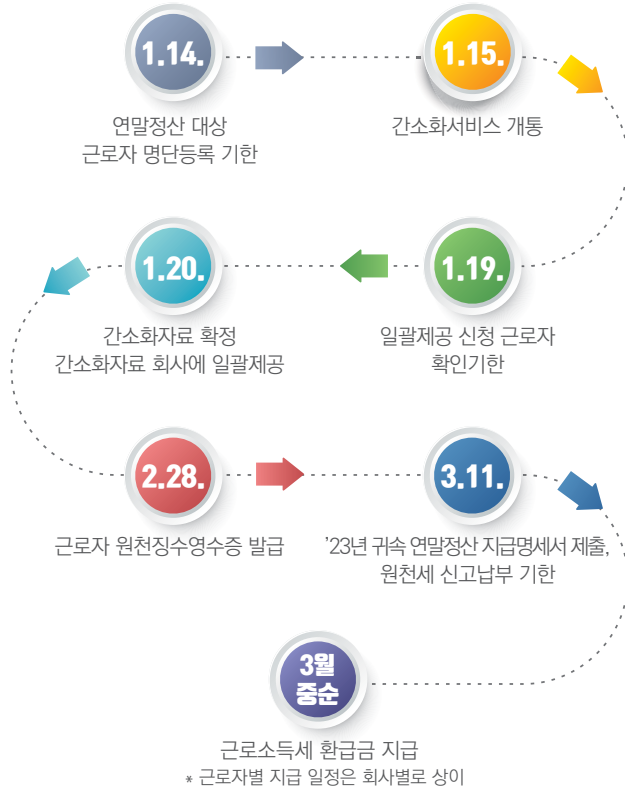 1.14.
연말정산 대상
근로자 명단등록 기한
1.15.
간소화서비스 개통
1.19.
일괄제공 신청 근로자
확인기한
1.20.
간소화자료 확정
간소화자료 회사에 일괄제공
2.28.
근로자 원천징수영수증 발급
3.11.
’23년 귀속 연말정산 지급명세서 제출,
원천세 신고납부 기한
3월
중순
근로소득세 환급금 지급
* 근로자별 지급 일정은 회사별로 상이